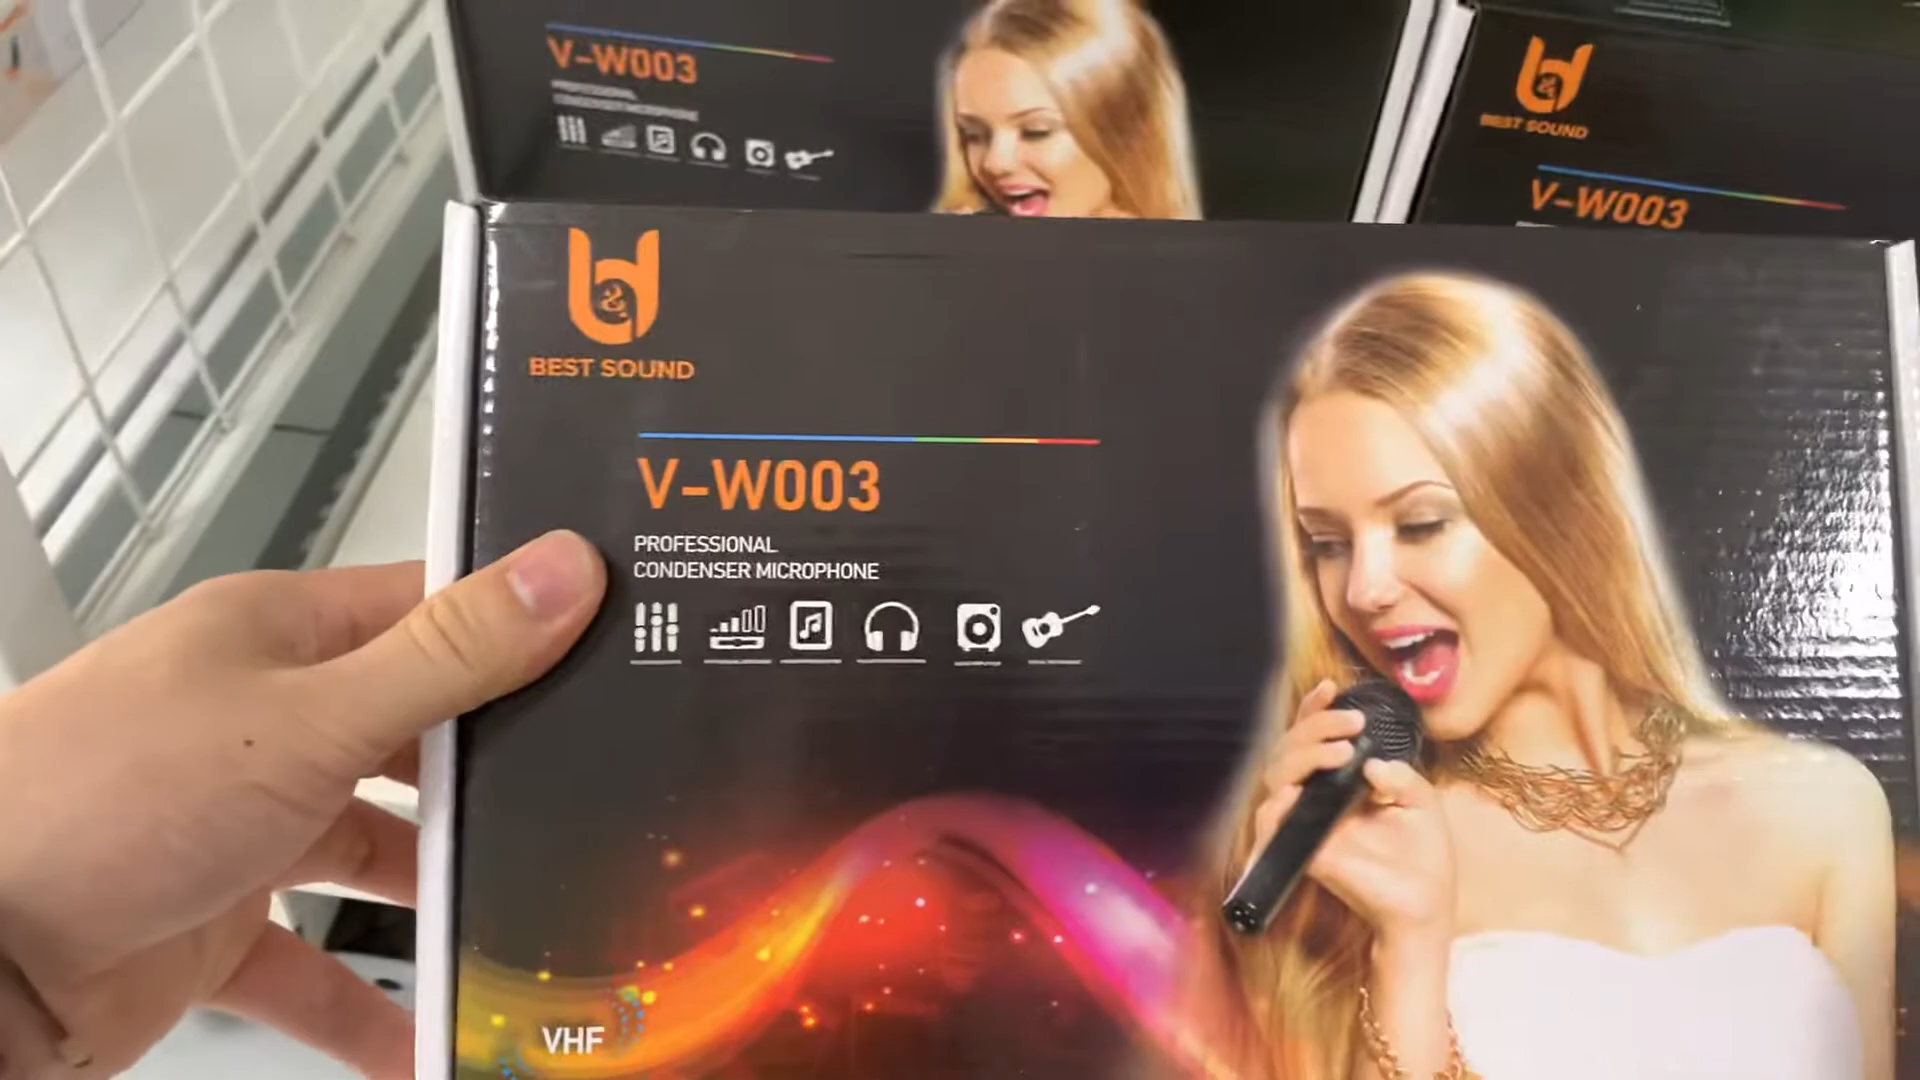 V-W003
PROFESSIONAL
CONDENSER MICROPHONE
&
BEST SOUND
V-W003
&
BEST SOUND
V-W003
PROFESSIONAL
CONDENSER MICROPHONE
VHF